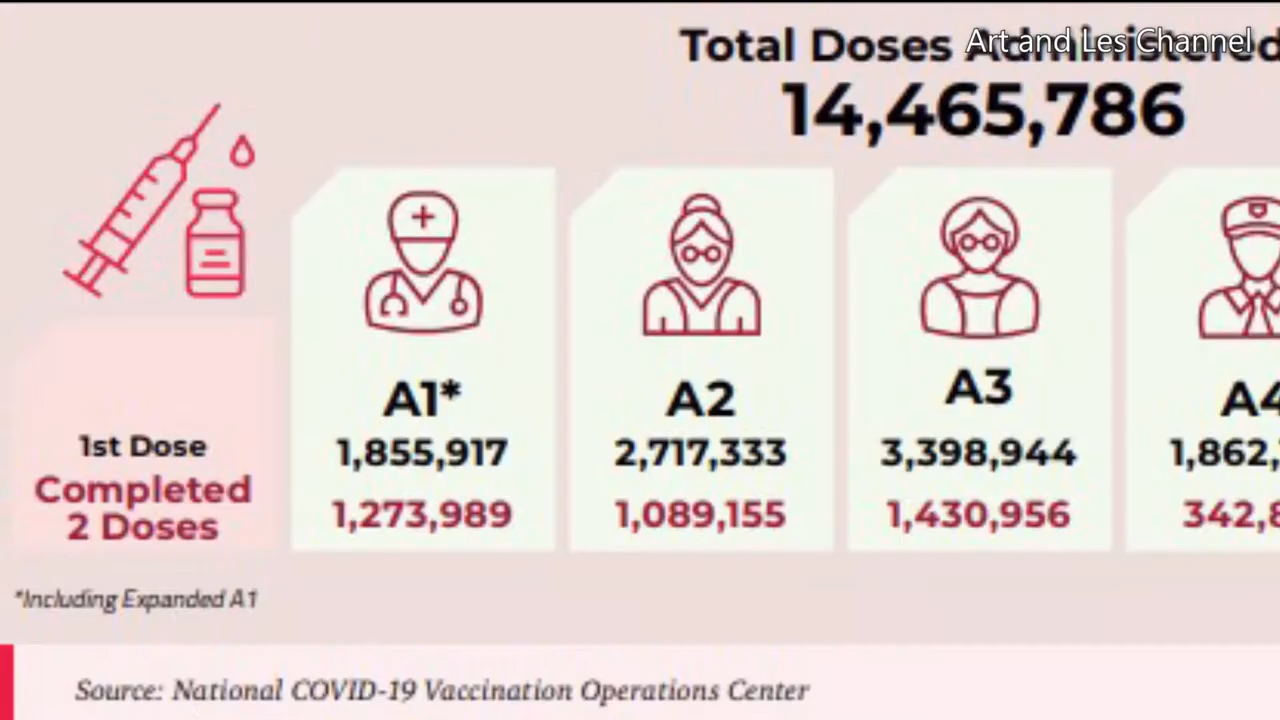 Art and Les Channel
Total Doses Administered
14,465,786
A1*
A2
A3
1st Dose
1,855,917
2,717,333
3,398,944
Completed
2 Doses
1,273,989
1,089,155
1,430,956
*Including Expanded A1
Source: National COVID-19 Vaccination Operations Center